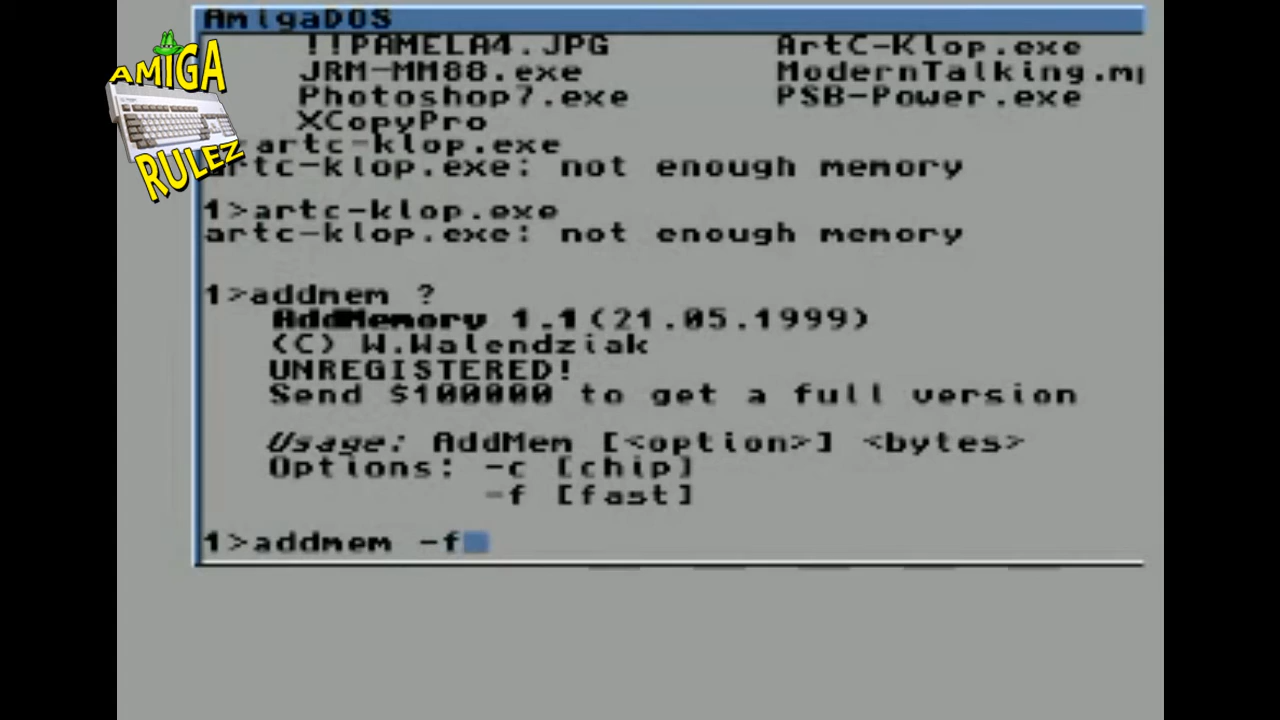 AmigaDOS
!!PAMELA4.JPG ArtC-Klop.exe
JRM-MM88.exe ModernTalking.mp
Photoshop7.exe PSB-Power.exe
XCopyPro
>artc-klop.exe
artc-klop.exe: not enough memory
1>artc-klop.exe
artc-klop.exe: not enough memory
1>addmem ?
AddMemory 1.1(21.05.1999)
(C) W.Walendziak
UNREGISTERED!
Send $100000 to get a full version
Usage: AddMem [<option>] <bytes>
Options: -c [chip]
-f [fast]
1>addmem -f
AMIGA
RULEZ